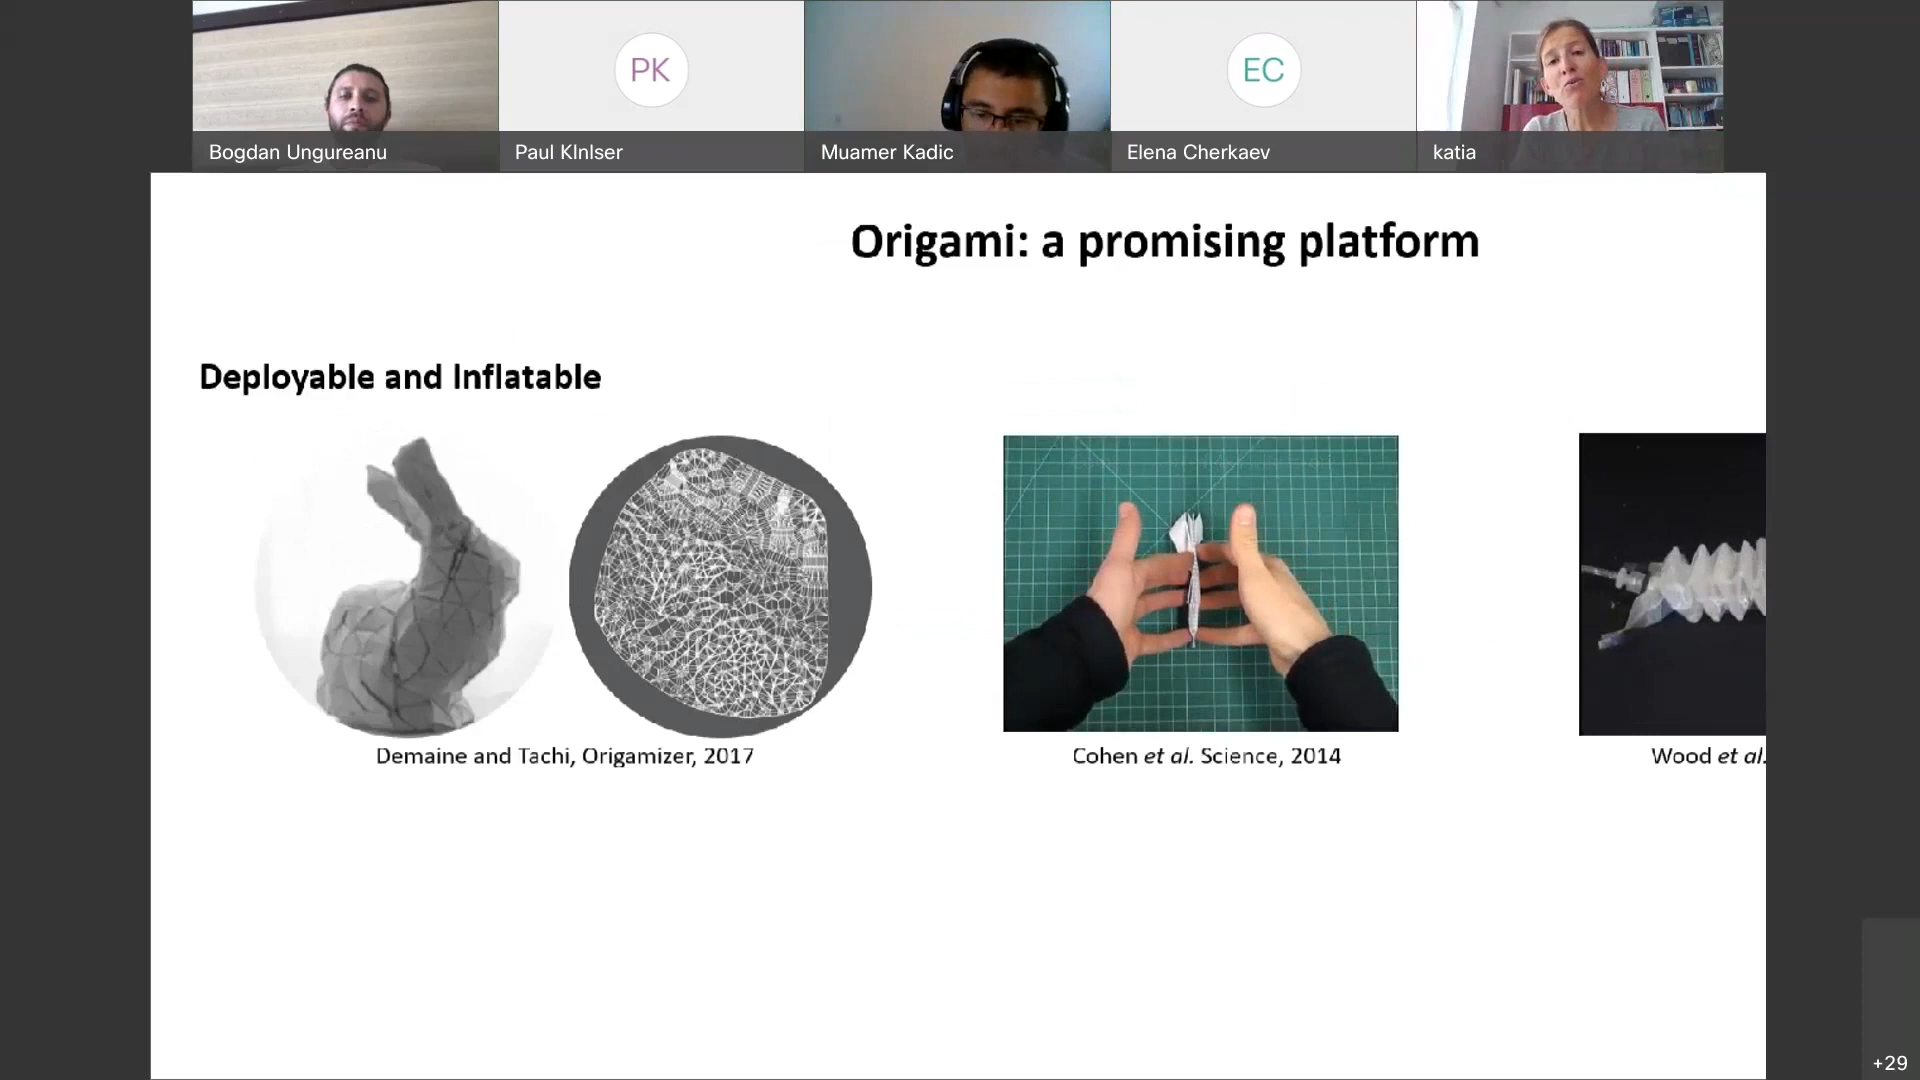 PK
EC
Bogdan Ungureanu
Paul KInIser
Muamer Kadic
Elena Cherkaev
katia
Origami: a promising platform
Deployable and Inflatable
Demaine and Tachi, Origamizer, 2017
Cohen et al. Science, 2014
Wood et al.
+29